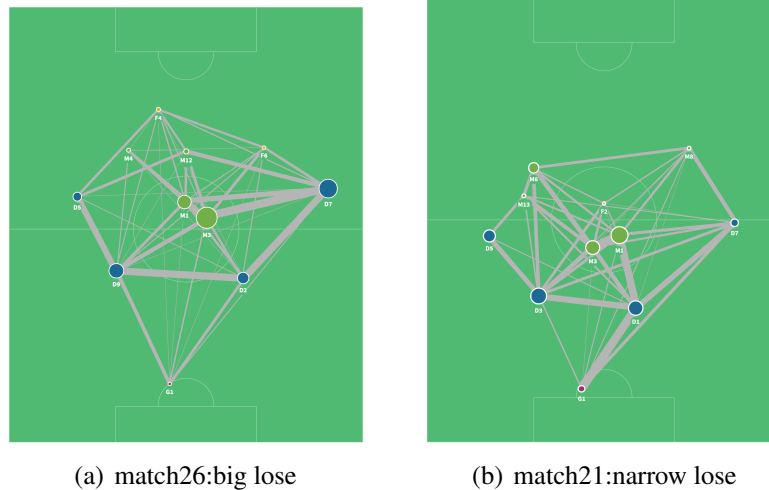 F4
M4
M12
F6
D5
M1
D7
M3
D9
D2
G1
M8
M6
M13
F2
D7
D5
M3
M1
D3
D1
G1
(a) match26:big lose
(b) match21:narrow lose